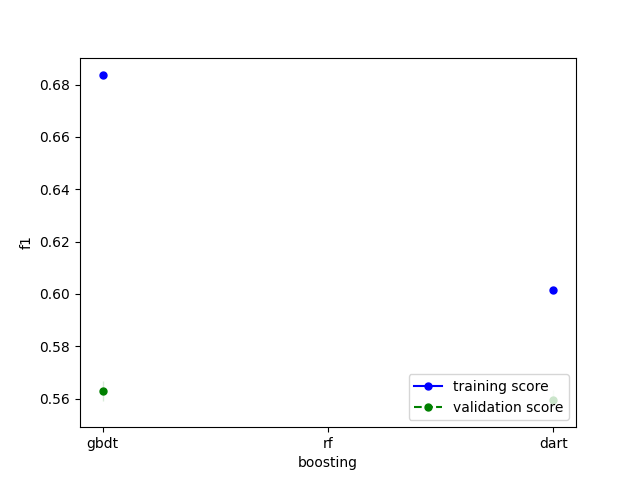 0.68
0.66
0.64
0.62
0.60
0.58
0.56
f1
training score
validation score
gbdt rf dart
boosting